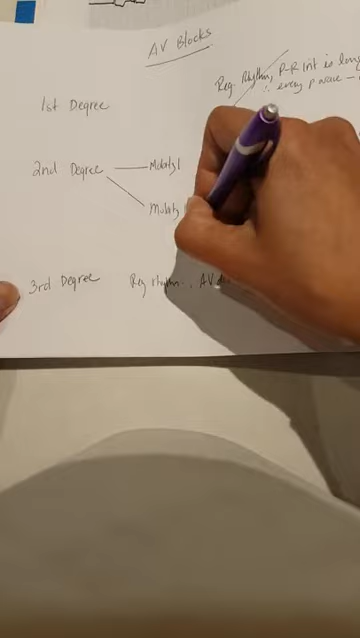 AV Blocks
Reg. Rhythm, P-R Int is long
∴ every p wave –
1st Degree
2nd Degree
Mobitz I
Mobitz
3rd Degree Reg rhythm . , AV